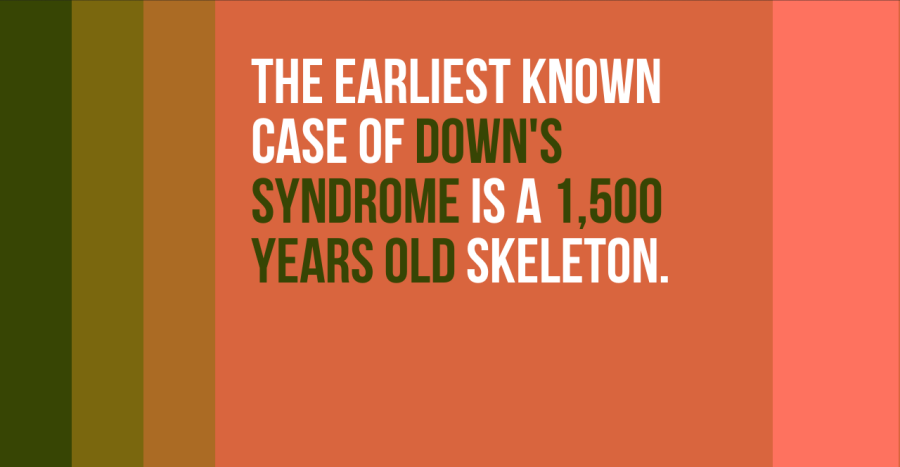 THE EARLIEST KNOWN
CASE OF DOWN'S
SYNDROME IS A 1,500
YEARS OLD SKELETON.